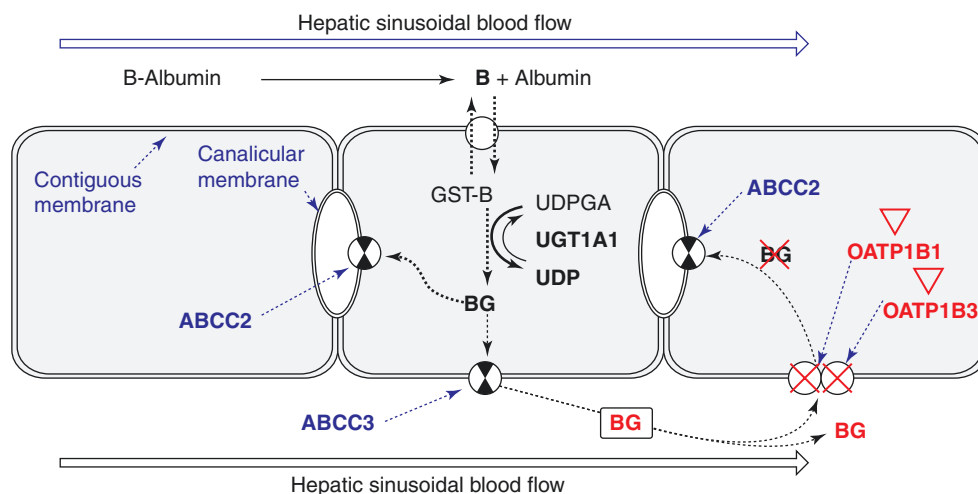 Hepatic sinusoidal blood flow
B-Albumin
B + Albumin
Contiguous
membrane
Canalicular
membrane
GST-B
UDPGA
UGT1A1
UDP
BG
ABCC2
ABCC3
ABCC2
BG
OATP1B1
OATP1B3
BG
BG
Hepatic sinusoidal blood flow